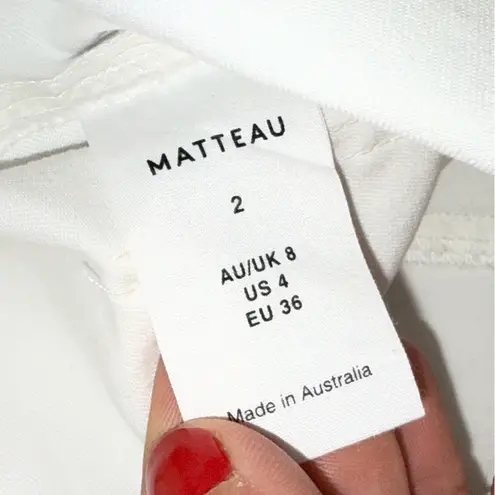 MATTEAU
2
AU/UK 8
US 4
EU 36
Made in Australia